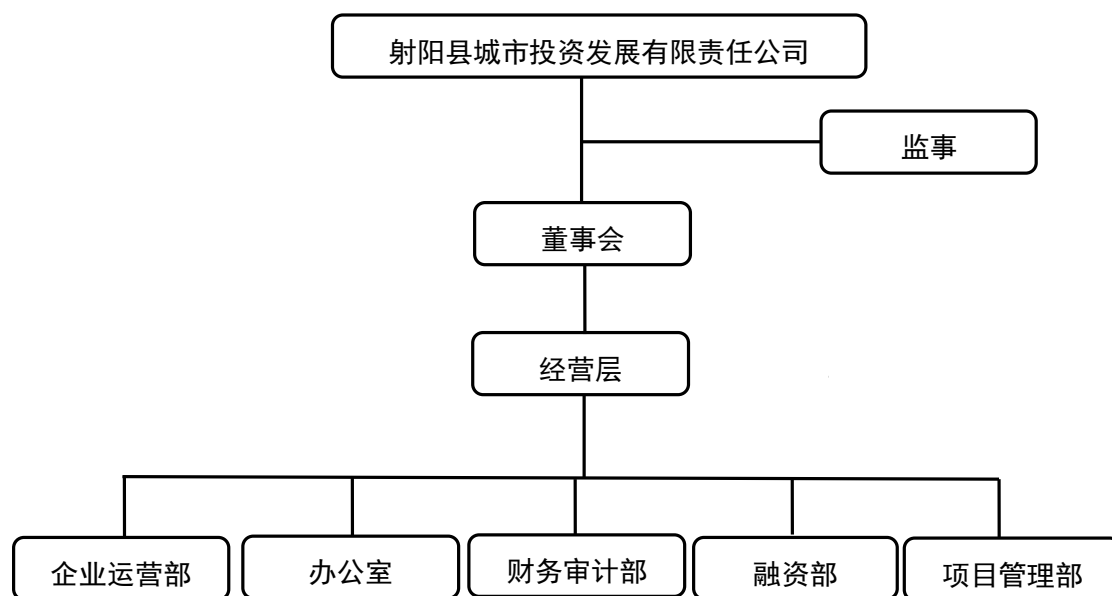 射阳县城市投资发展有限责任公司
监事
董事会
经营层
企业运营部
办公室
财务审计部
融资部
项目管理部